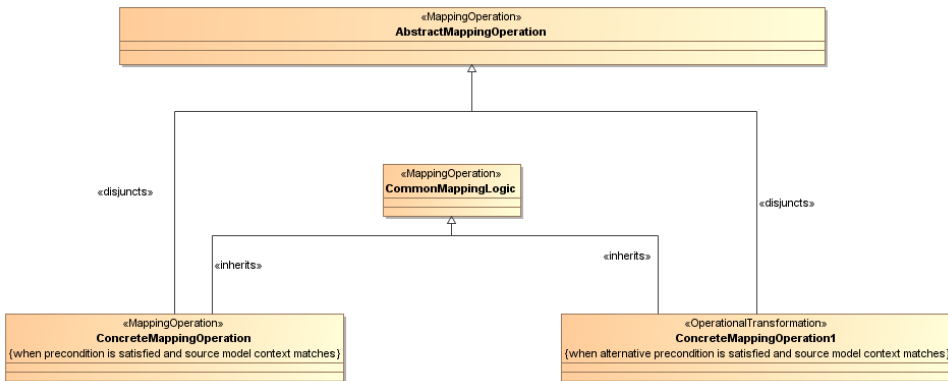 «MappingOperation»
AbstractMappingOperation
«MappingOperation»
CommonMappingLogic
«disjuncts»
«disjuncts»
«inherits»
«inherits»
«MappingOperation»
ConcreteMappingOperation
{when precondition is satisfied and source model context matches}
«OperationalTransformation»
ConcreteMappingOperation1
{when alternative precondition is satisfied and source model context matches}